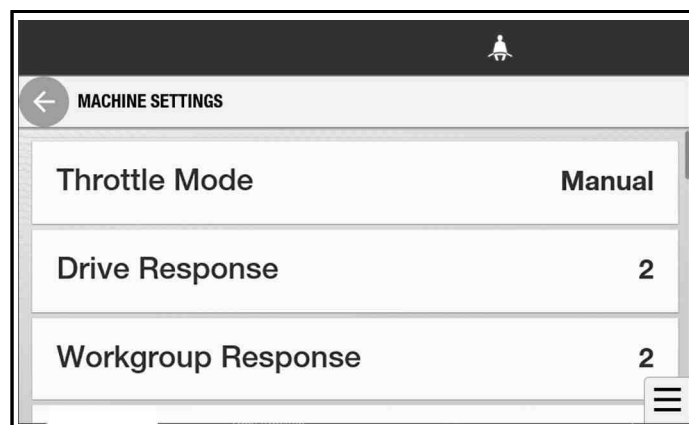 MACHINE SETTINGS
Throttle Mode Manual
Drive Response 2
Workgroup Response 2